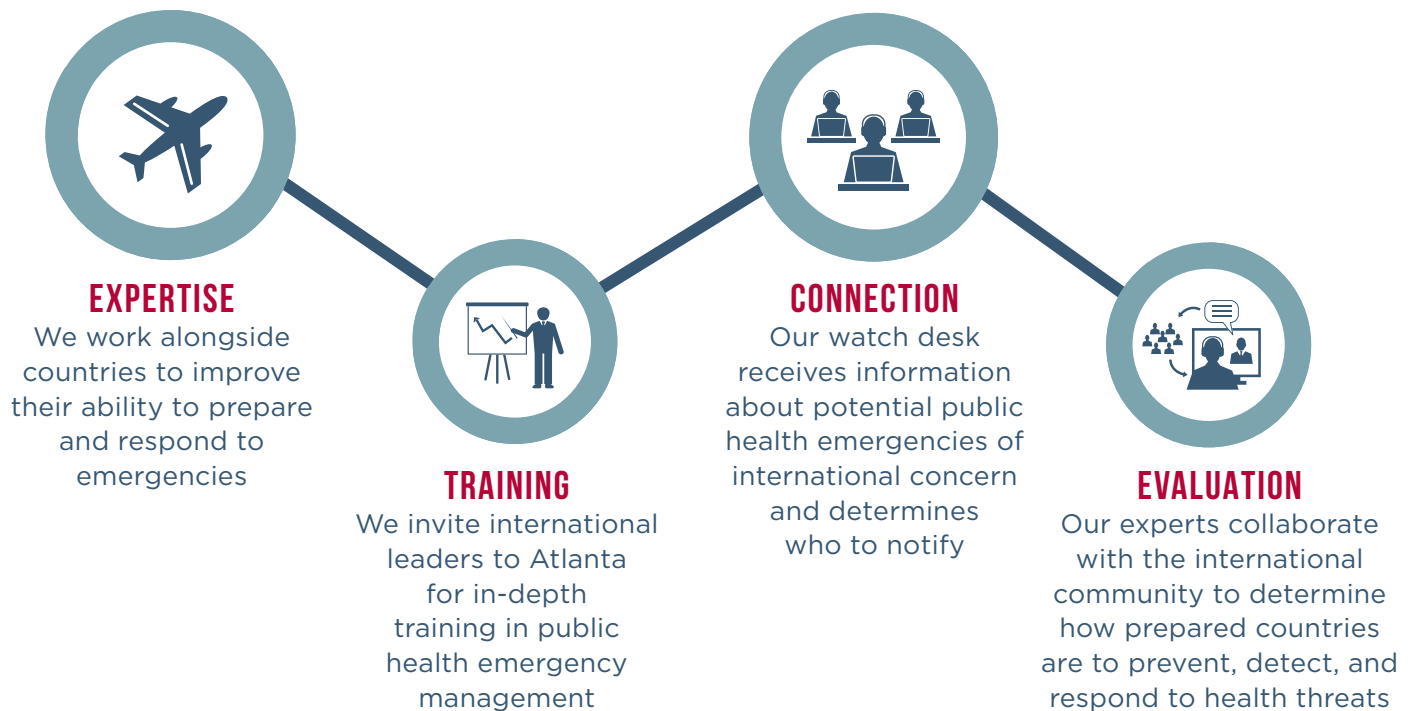 EXPERTISE
We work alongside
countries to improve
their ability to prepare
and respond to
emergencies
TRAINING
We invite international
leaders to Atlanta
for in-depth
training in public
health emergency
management
CONNECTION
Our watch desk
receives information
about potential public
health emergencies of
international concern
and determines
who to notify
EVALUATION
Our experts collaborate
with the international
community to determine
how prepared countries
are to prevent, detect, and
respond to health threats